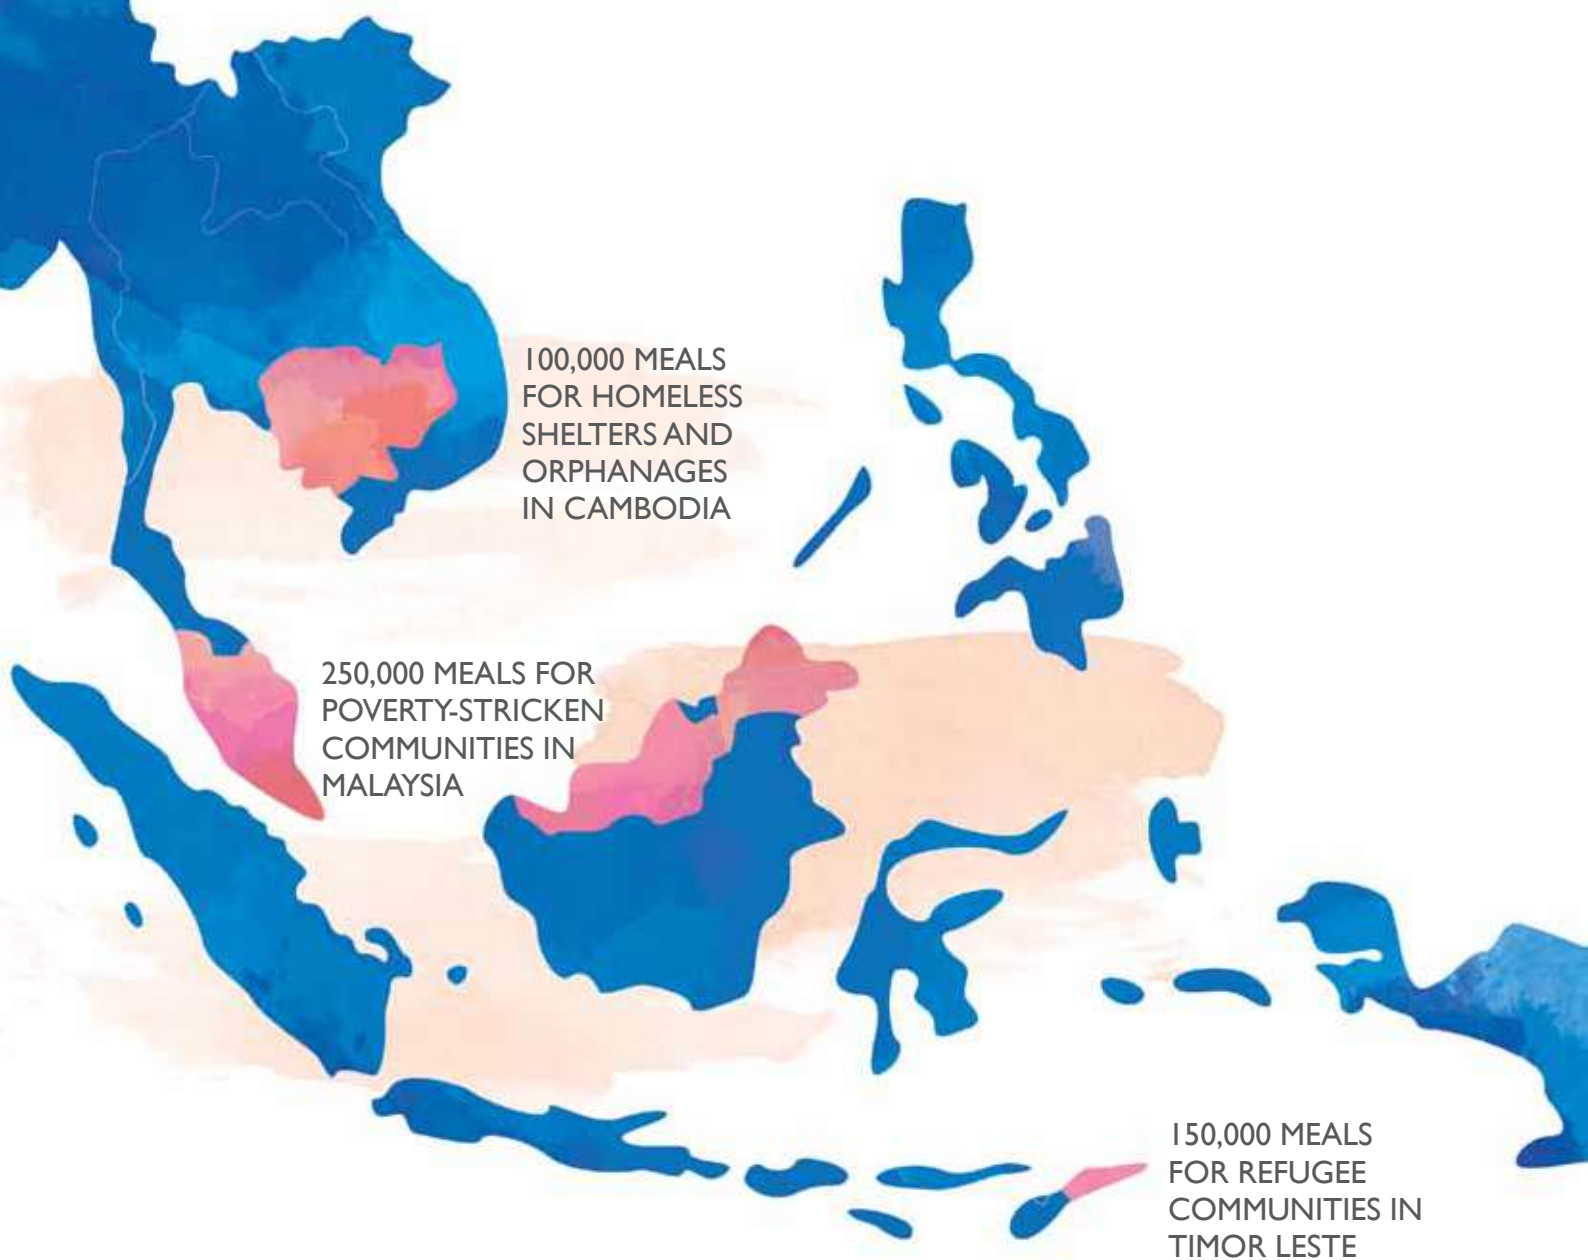 100,000 MEALS
FOR HOMELESS
SHELTERS AND
ORPHANAGES
IN CAMBODIA
250,000 MEALS FOR
POVERTY-STRICKEN
COMMUNITIES IN
MALAYSIA
150,000 MEALS
FOR REFUGEE
COMMUNITIES IN
TIMOR LESTE